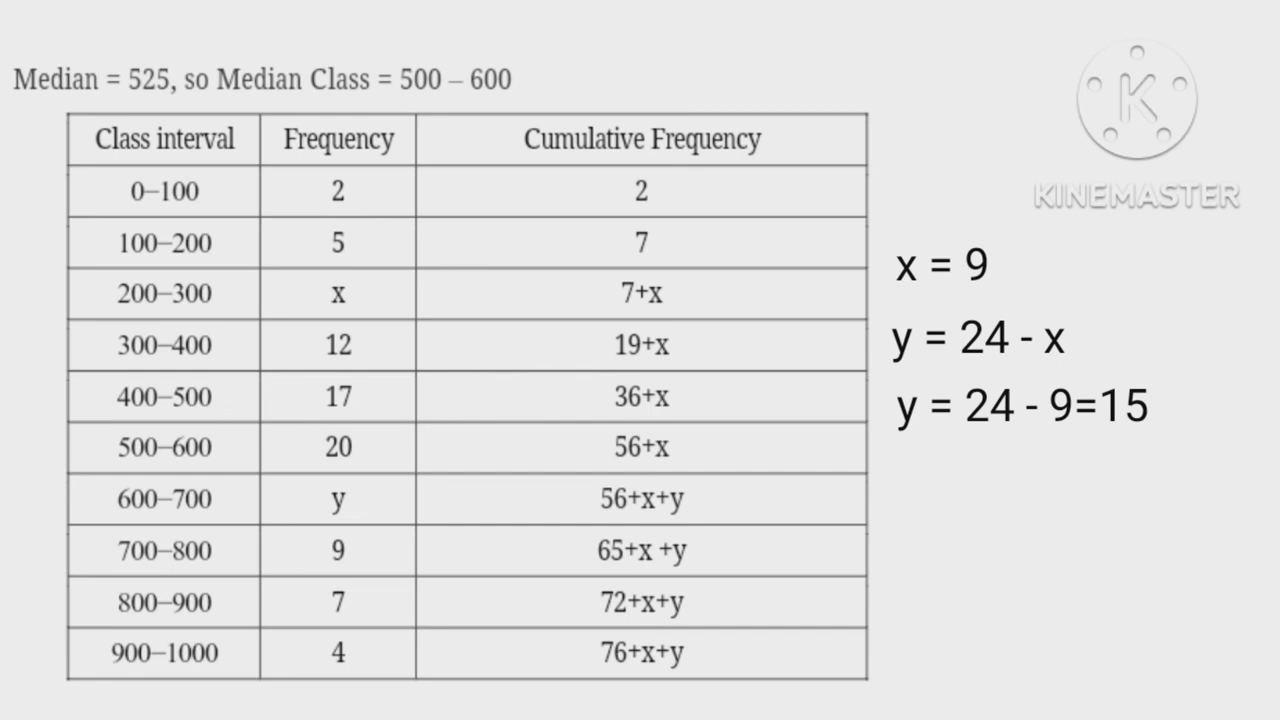 Median = 525, so Median Class = 500 – 600
Class interval Frequency Cumulative Frequency
0–100 2 2
100–200 5 7
200–300 x 7+x
300–400 12 19+x
400–500 17 36+x
500–600 20 56+x
600–700 y 56+x+y
700–800 9 65+x +y
800–900 7 72+x+y
900–1000 4 76+x+y
K
KINEMASTER
x = 9
y = 24 - x
y = 24 - 9=15